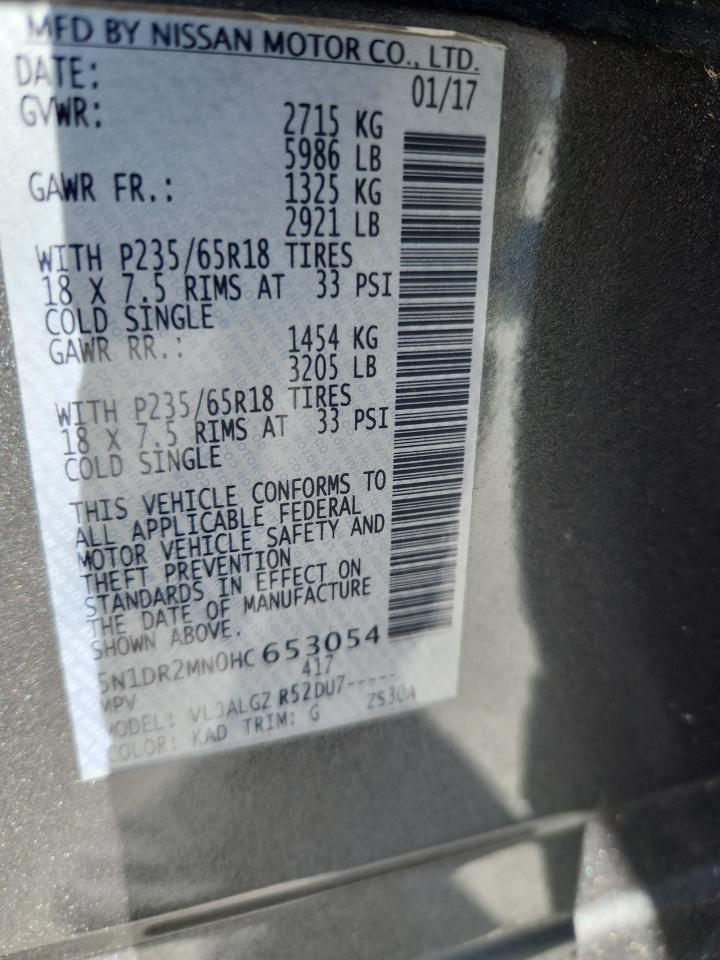 MFD BY NISSAN MOTOR CO., LTD.
DATE: 01/17
GVWR: 2715 KG
5986 LB
GAWR FR.: 1325 KG
2921 LB
WITH P235/65R18 TIRES
18 X 7.5 RIMS AT 33 PSI
COLD SINGLE
GAWR RR.: 1454 KG
3205 LB
WITH P235/65R18 TIRES
18 X 7.5 RIMS AT 33 PSI
COLD SINGLE
THIS VEHICLE CONFORMS TO
ALL APPLICABLE FEDERAL
MOTOR VEHICLE SAFETY AND
THEFT PREVENTION
STANDARDS IN EFFECT ON
THE DATE OF MANUFACTURE
SHOWN ABOVE.
5N1DR2MN0HC653054
MPV 417
MODEL: VLJALGZ R52DU7-----
COLOR: KAD TRIM: G ZS30A